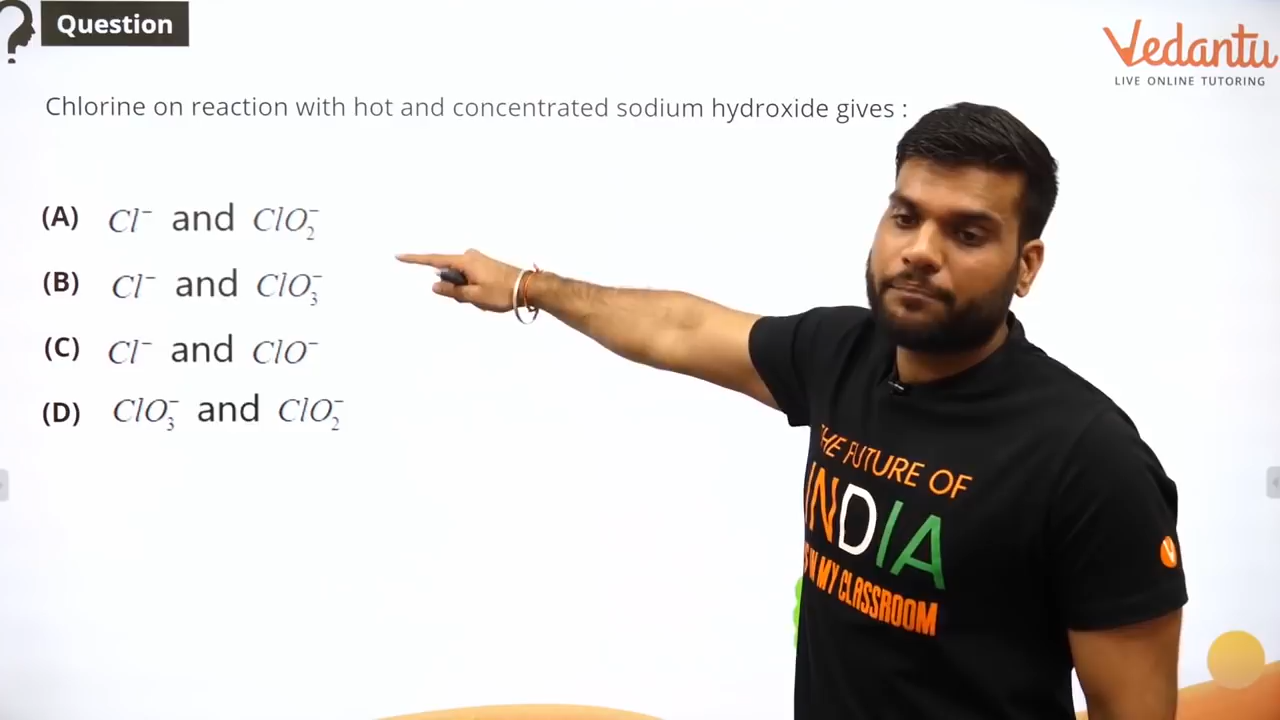 Question
Vedantu
LIVE ONLINE TUTORING
Chlorine on reaction with hot and concentrated sodium hydroxide gives :
(A) Cl⁻ and ClO₂⁻
(B) Cl⁻ and ClO₃⁻
(C) Cl⁻ and ClO⁻
(D) ClO₃⁻ and ClO₂⁻
THE FUTURE OF
INDIA
IS IN MY CLASSROOM